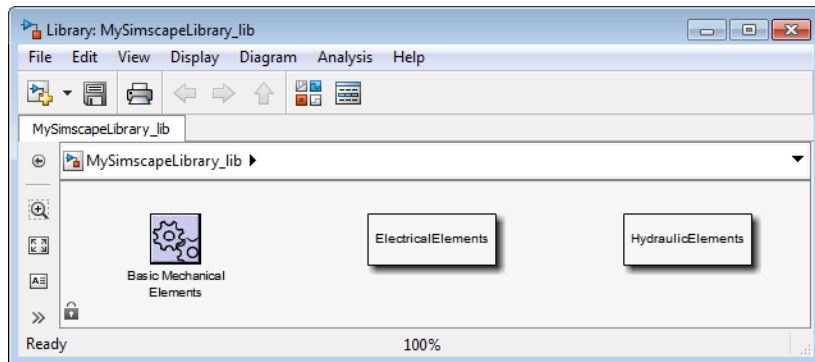 Library: MySimscapeLibrary_lib
File Edit View Display Diagram Analysis Help
MySimscapeLibrary_lib
MySimscapeLibrary_lib
Basic Mechanical
Elements
ElectricalElements
HydraulicElements
Ready 100%